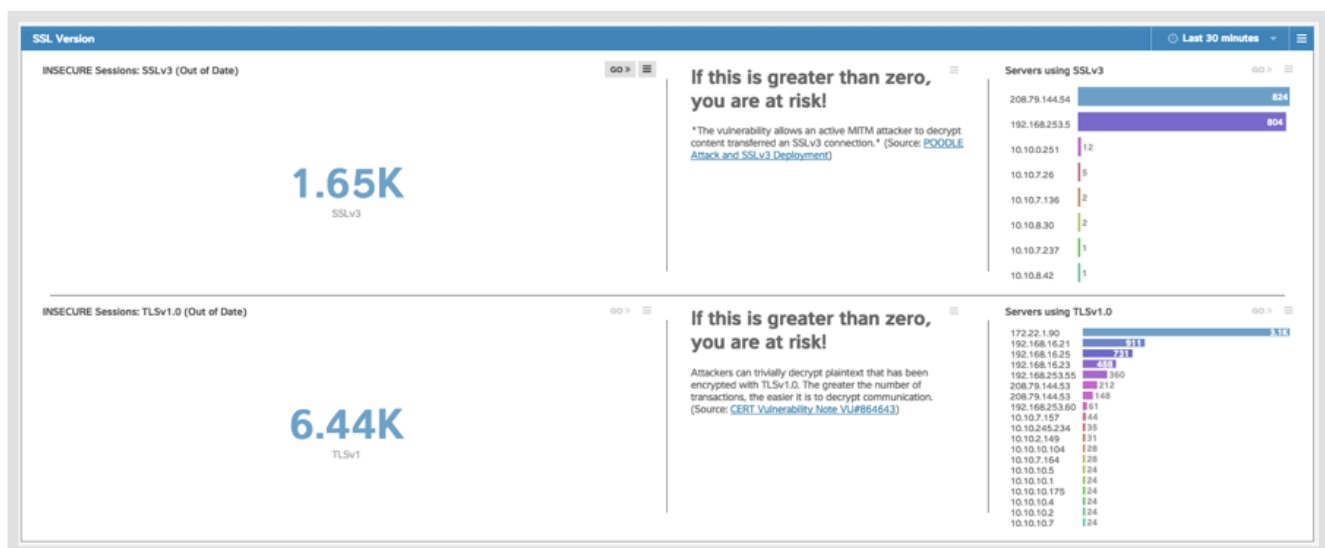 SSL Version
Last 30 minutes
INSECURE Sessions: SSLv3 (Out of Date)
GO »
1.65K
SSLv3
If this is greater than zero,
you are at risk!
"The vulnerability allows an active MITM attacker to decrypt
content transferred an SSLv3 connection." (Source: POODLE
Attack and SSLv3 Deployment)
Servers using SSLv3
GO »
208.79.144.54 824
192.168.253.5 804
10.10.0.251 12
10.10.7.26 5
10.10.7.136 2
10.10.8.30 2
10.10.7.237 1
10.10.8.42 1
INSECURE Sessions: TLSv1.0 (Out of Date)
GO »
6.44K
TLSv1
If this is greater than zero,
you are at risk!
Attackers can trivially decrypt plaintext that has been
encrypted with TLSv1.0. The greater the number of
transactions, the easier it is to decrypt communication.
(Source: CERT Vulnerability Note VU#864643)
Servers using TLSv1.0
GO »
172.22.1.90 3.1K
192.168.16.21 911
192.168.16.25 731
192.168.16.23 488
192.168.253.55 360
208.79.144.53 212
208.79.144.53 148
192.168.253.60 61
10.10.7.157 44
10.10.245.234 35
10.10.2.149 31
10.10.10.104 28
10.10.7.164 28
10.10.10.5 24
10.10.10.1 24
10.10.10.175 24
10.10.10.4 24
10.10.10.2 24
10.10.10.7 24